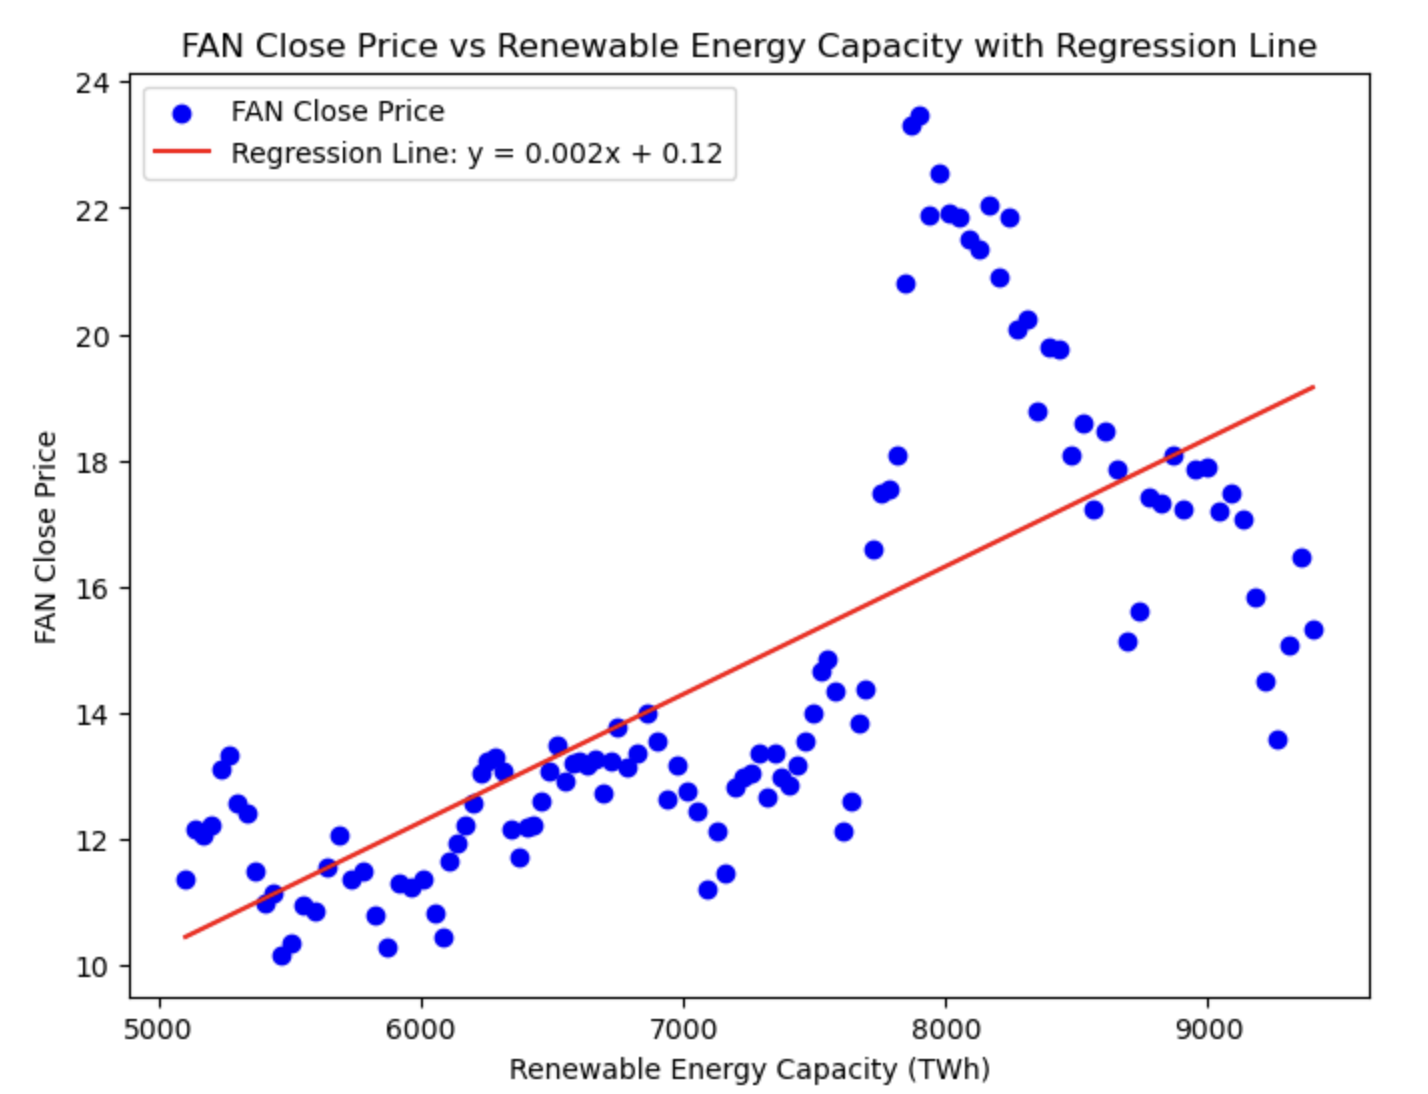 FAN Close Price vs Renewable Energy Capacity with Regression Line
FAN Close Price
Regression Line: y = 0.002x + 0.12
24
22
20
18
16
14
12
10
FAN Close Price
5000 6000 7000 8000 9000
Renewable Energy Capacity (TWh)